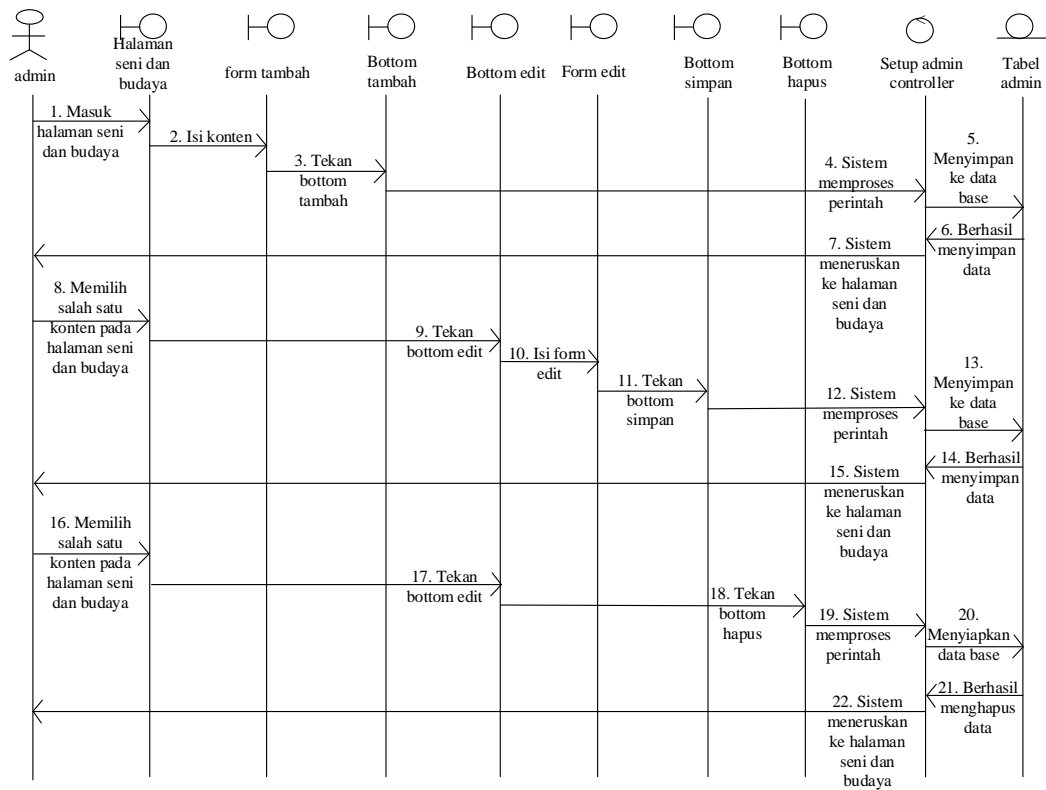 admin
Halaman
seni dan
budaya
form tambah
Bottom
tambah
Bottom edit
Form edit
Bottom
simpan
Bottom
hapus
Setup admin
controller
Tabel
admin
1. Masuk
halaman seni
dan budaya
2. Isi konten
3. Tekan
bottom
tambah
4. Sistem
memproses
perintah
5.
Menyimpan
ke data
base
6. Berhasil
menyimpan
data
7. Sistem
meneruskan
ke halaman
seni dan
budaya
8. Memilih
salah satu
konten pada
halaman seni
dan budaya
9. Tekan
bottom edit
10. Isi form
edit
11. Tekan
bottom
simpan
12. Sistem
memproses
perintah
13.
Menyimpan
ke data
base
14. Berhasil
menyimpan
data
15. Sistem
meneruskan
ke halaman
seni dan
budaya
16. Memilih
salah satu
konten pada
halaman seni
dan budaya
17. Tekan
bottom edit
18. Tekan
bottom
hapus
19. Sistem
memproses
perintah
20.
Menyiapkan
data base
21. Berhasil
menghapus
data
22. Sistem
meneruskan
ke halaman
seni dan
budaya